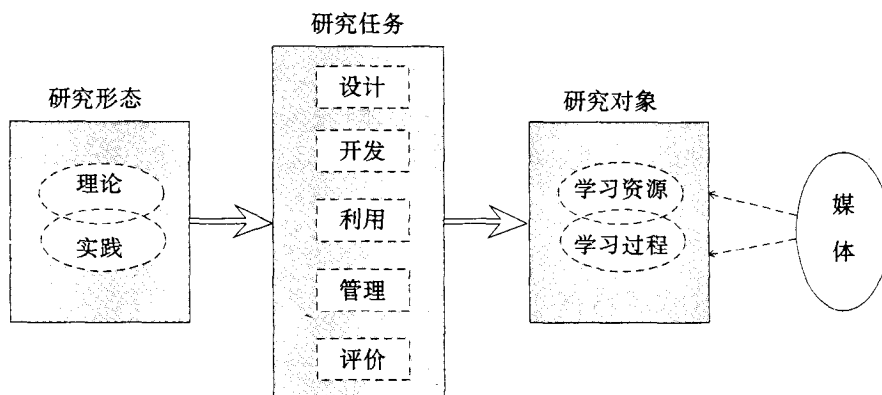 研究形态
理论
实践
研究任务
设计
开发
利用
管理
评价
研究对象
学习资源
学习过程
媒
体